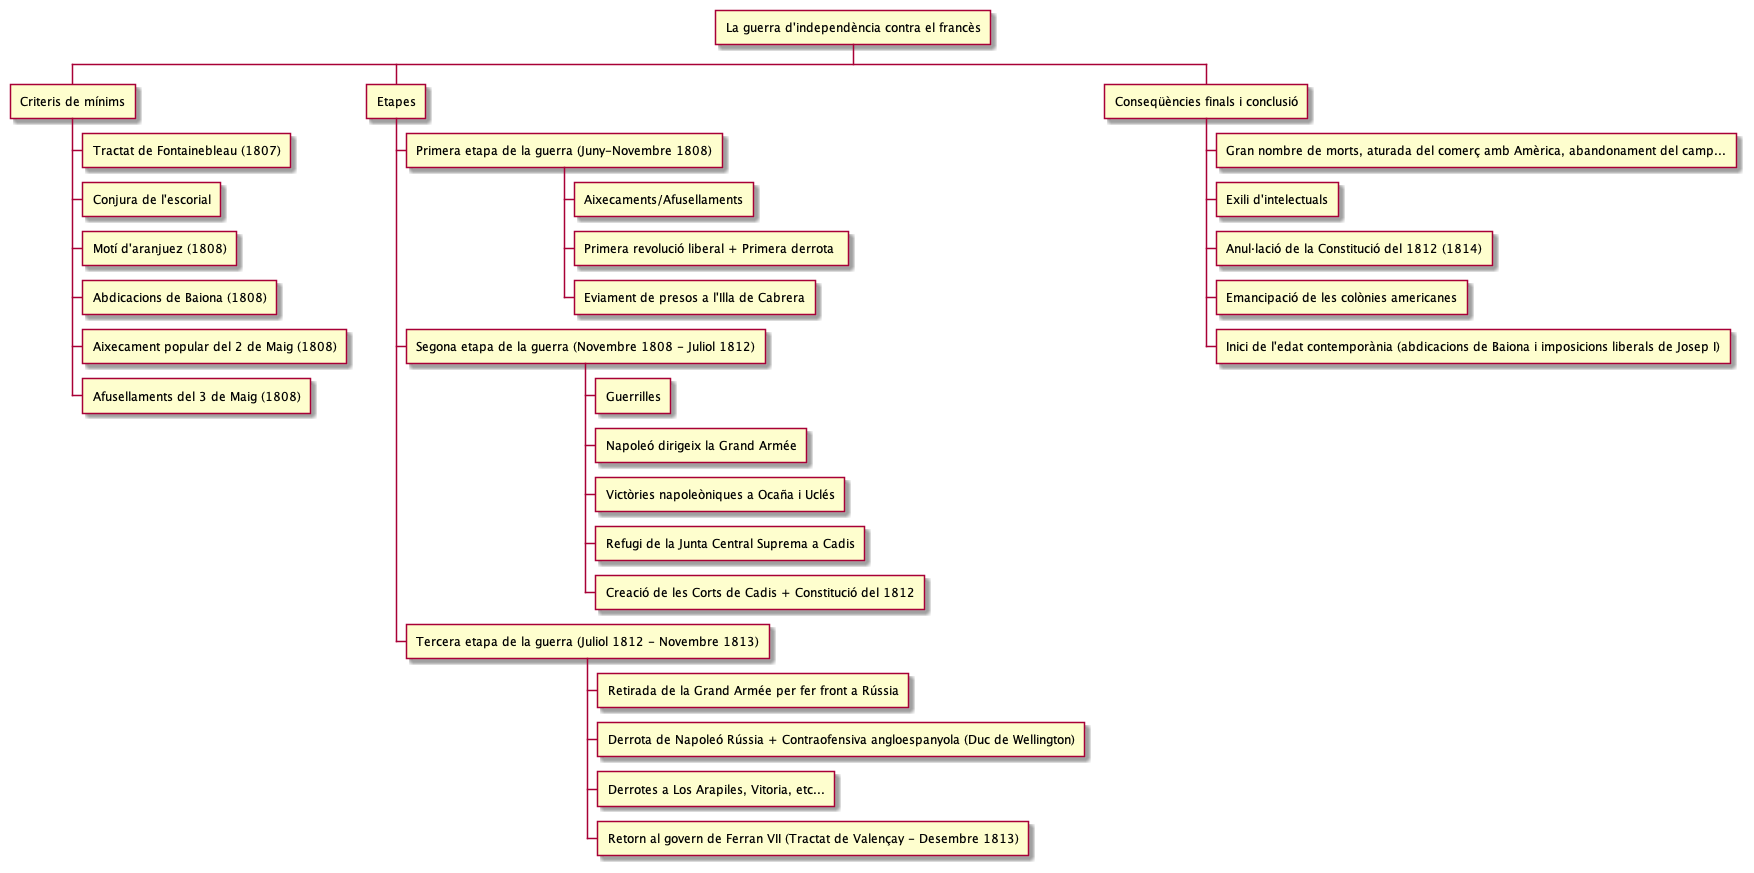 La guerra d'independència contra el francès
Criteris de mínims
Tractat de Fontainebleau (1807)
Conjura de l'escorial
Motí d'aranjuez (1808)
Abdicacions de Baiona (1808)
Aixecament popular del 2 de Maig (1808)
Afusellaments del 3 de Maig (1808)
Etapes
Primera etapa de la guerra (Juny-Novembre 1808)
Aixecaments/Afusellaments
Primera revolució liberal + Primera derrota
Eviament de presos a l'Illa de Cabrera
Segona etapa de la guerra (Novembre 1808 - Juliol 1812)
Guerrilles
Napoleó dirigeix la Grand Armée
Victòries napoleòniques a Ocaña i Uclés
Refugi de la Junta Central Suprema a Cadis
Creació de les Corts de Cadis + Constitució del 1812
Tercera etapa de la guerra (Juliol 1812 - Novembre 1813)
Retirada de la Grand Armée per fer front a Rússia
Derrota de Napoleó Rússia + Contraofensiva angloespanyola (Duc de Wellington)
Derrotes a Los Arapiles, Vitoria, etc...
Retorn al govern de Ferran VII (Tractat de Valençay - Desembre 1813)
Conseqüències finals i conclusió
Gran nombre de morts, aturada del comerç amb Amèrica, abandonament del camp...
Exili d'intelectuals
Anul·lació de la Constitució del 1812 (1814)
Emancipació de les colònies americanes
Inici de l'edat contemporània (abdicacions de Baiona i imposicions liberals de Josep I)